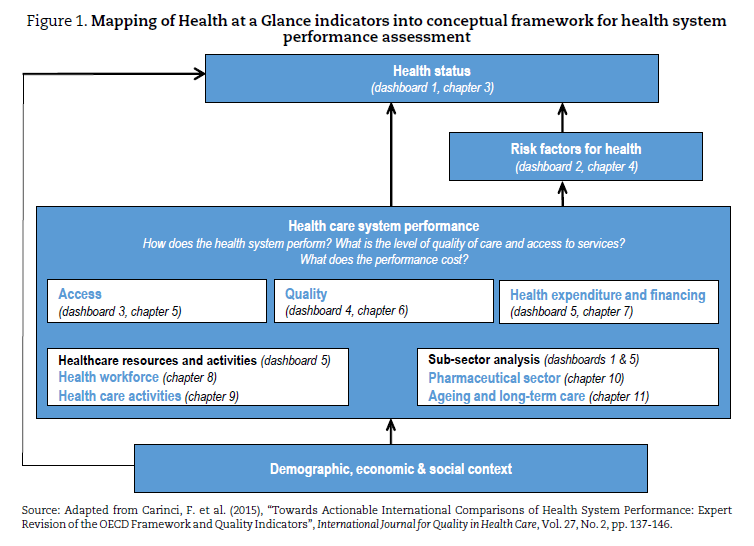 Figure 1. Mapping of Health at a Glance indicators into conceptual framework for health system
performance assessment
Health status
(dashboard 1, chapter 3)
Risk factors for health
(dashboard 2, chapter 4)
Health care system performance
How does the health system perform? What is the level of quality of care and access to services?
What does the performance cost?
Access
(dashboard 3, chapter 5)
Quality
(dashboard 4, chapter 6)
Health expenditure and financing
(dashboard 5, chapter 7)
Healthcare resources and activities (dashboard 5)
Health workforce (chapter 8)
Health care activities (chapter 9)
Sub-sector analysis (dashboards 1 & 5)
Pharmaceutical sector (chapter 10)
Ageing and long-term care (chapter 11)
Demographic, economic & social context
Source: Adapted from Carinci, F. et al. (2015), “Towards Actionable International Comparisons of Health System Performance: Expert
Revision of the OECD Framework and Quality Indicators”, International Journal for Quality in Health Care, Vol. 27, No. 2, pp. 137-146.